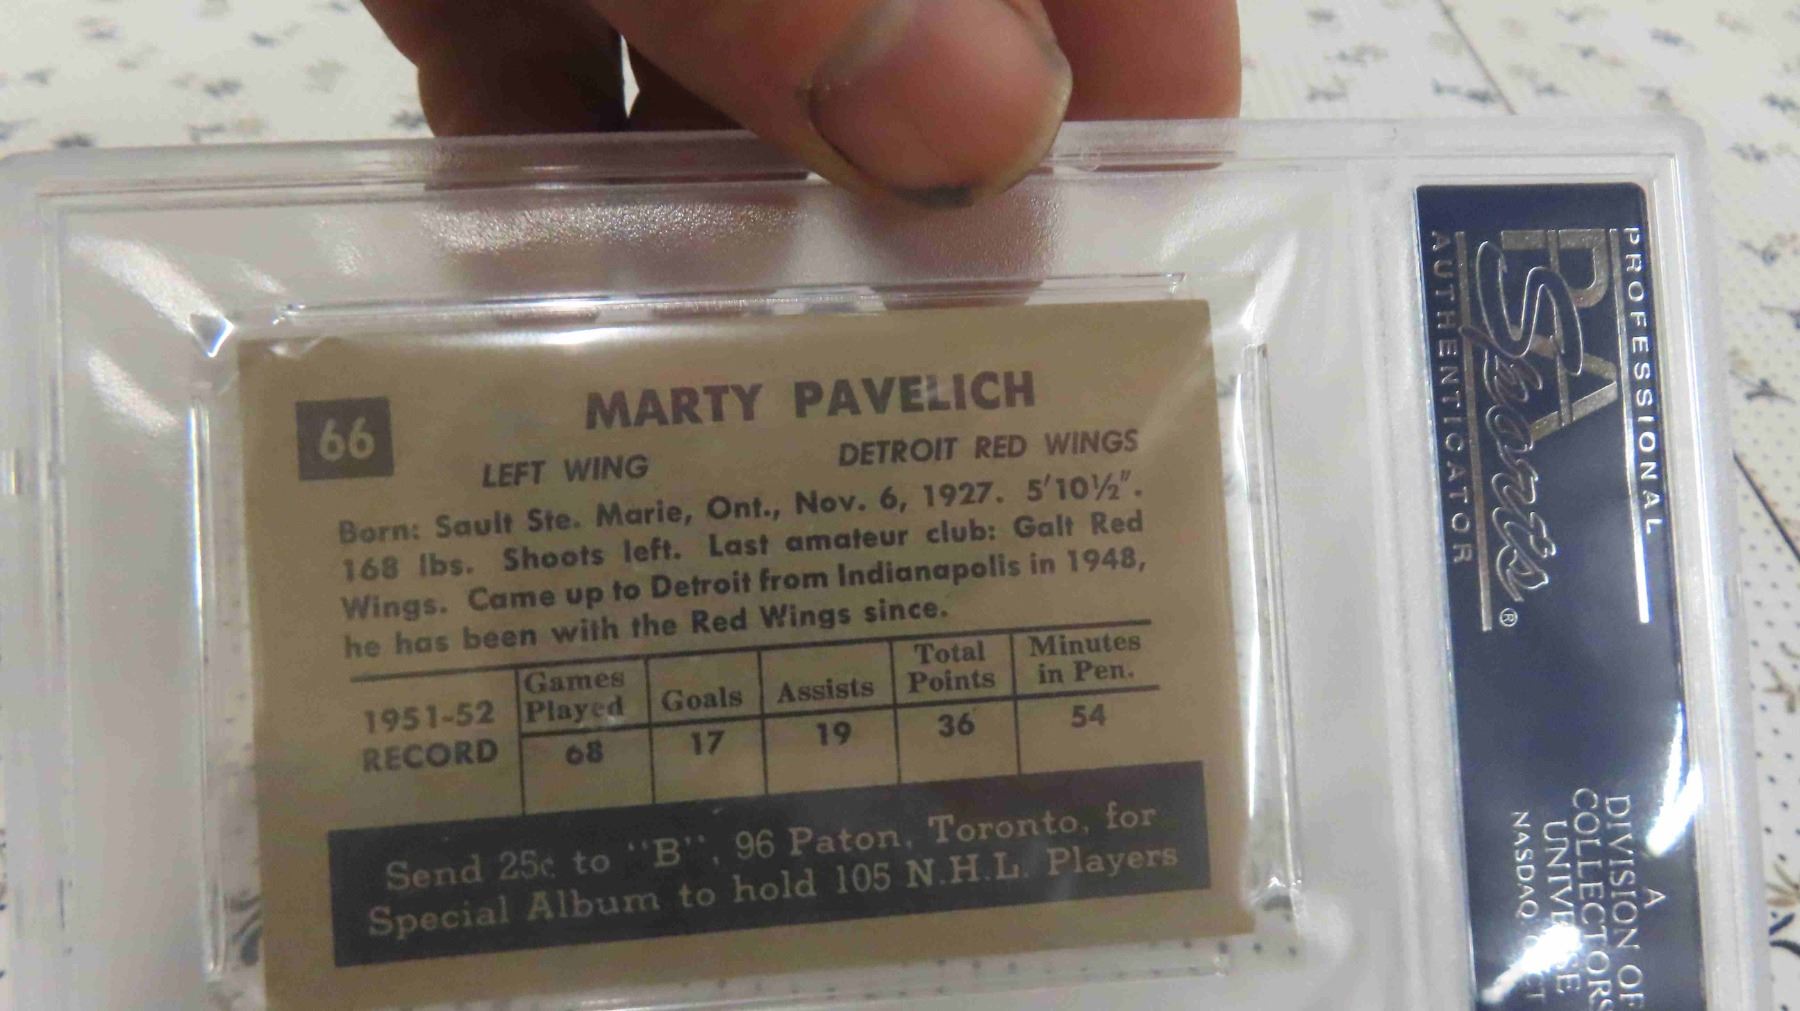 66
MARTY PAVELICH
LEFT WING DETROIT RED WINGS
Born: Sault Ste. Marie, Ont., Nov. 6, 1927. 5'10½".
168 lbs. Shoots left. Last amateur club: Galt Red
Wings. Came up to Detroit from Indianapolis in 1948,
he has been with the Red Wings since.
1951-52 RECORD
Games Played Goals Assists Total Points Minutes in Pen.
68 17 19 36 54
Send 25¢ to "B", 96 Paton, Toronto, for
Special Album to hold 105 N.H.L. Players
PROFESSIONAL
PSA
Sports®
AUTHENTICATOR
A
DIVISION OF
COLLECTORS
UNIVERSE
NASDAQ